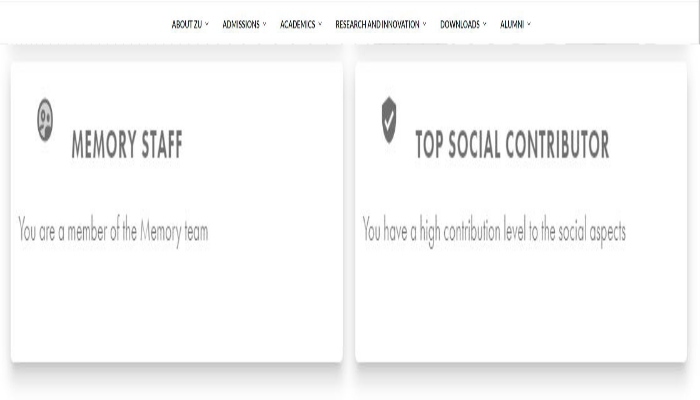 ABOUT ZU ADMISSIONS ACADEMICS RESEARCH AND INNOVATION DOWNLOADS ALUMNI
MEMORY STAFF
You are a member of the Memory team
TOP SOCIAL CONTRIBUTOR
You have a high contribution level to the social aspects